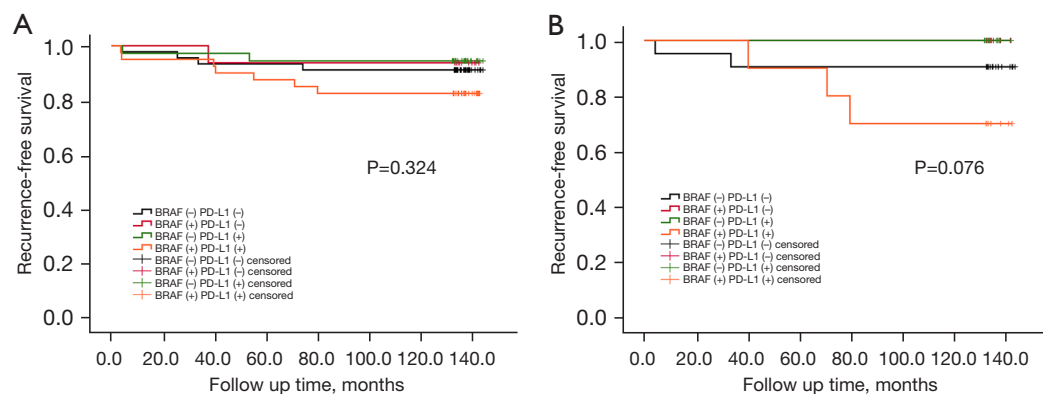 A
Recurrence-free survival
1.0
0.8
0.6
0.4
0.2
0.0
P=0.324
BRAF (–) PD-L1 (–)
BRAF (+) PD-L1 (–)
BRAF (–) PD-L1 (+)
BRAF (+) PD-L1 (+)
BRAF (–) PD-L1 (–) censored
BRAF (+) PD-L1 (–) censored
BRAF (–) PD-L1 (+) censored
BRAF (+) PD-L1 (+) censored
0.0 20.0 40.0 60.0 80.0 100.0 120.0 140.0
Follow up time, months
B
Recurrence-free survival
1.0
0.8
0.6
0.4
0.2
0.0
P=0.076
BRAF (–) PD-L1 (–)
BRAF (+) PD-L1 (–)
BRAF (–) PD-L1 (+)
BRAF (+) PD-L1 (+)
BRAF (–) PD-L1 (–) censored
BRAF (+) PD-L1 (–) censored
BRAF (–) PD-L1 (+) censored
BRAF (+) PD-L1 (+) censored
0.0 20.0 40.0 60.0 80.0 100.0 120.0 140.0
Follow up time, months